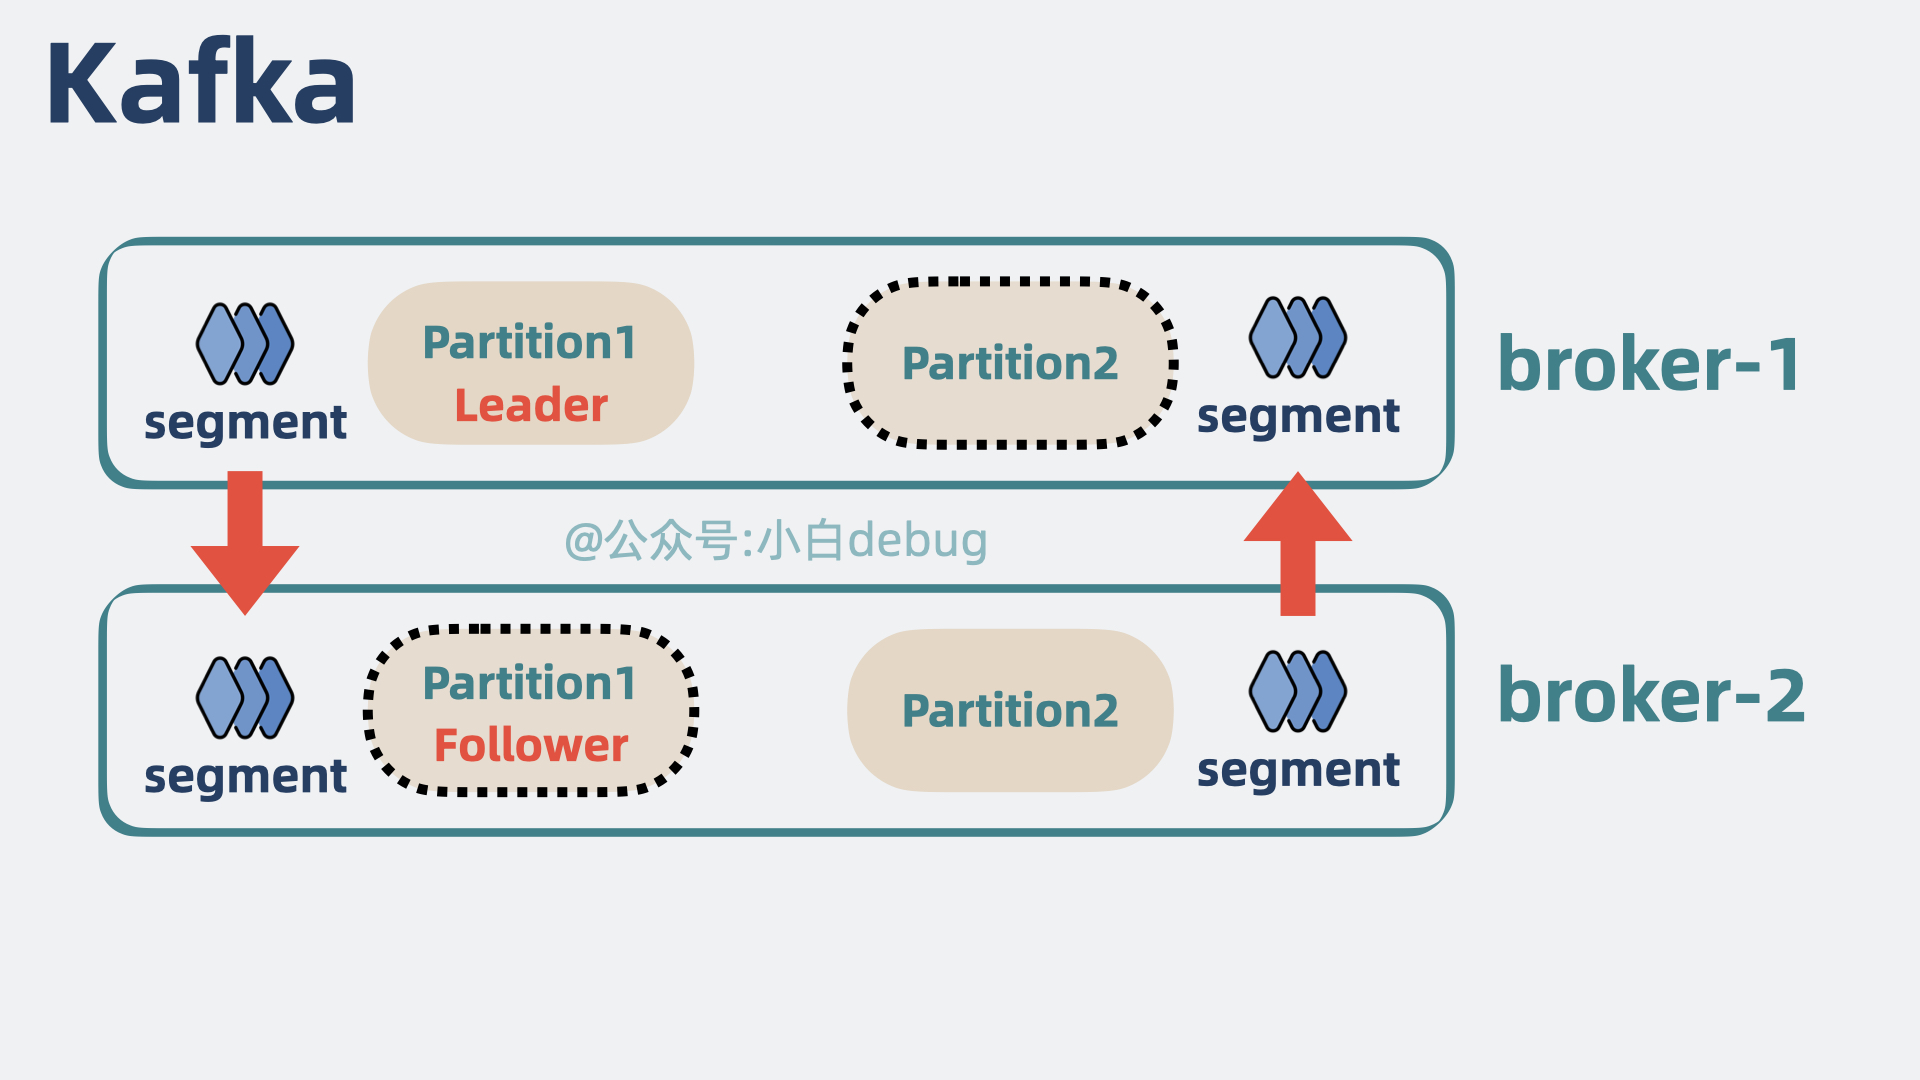 Kafka
Partition1
Leader
segment
Partition2
segment
broker-1
@公众号:小白debug
Partition1
Follower
segment
Partition2
segment
broker-2